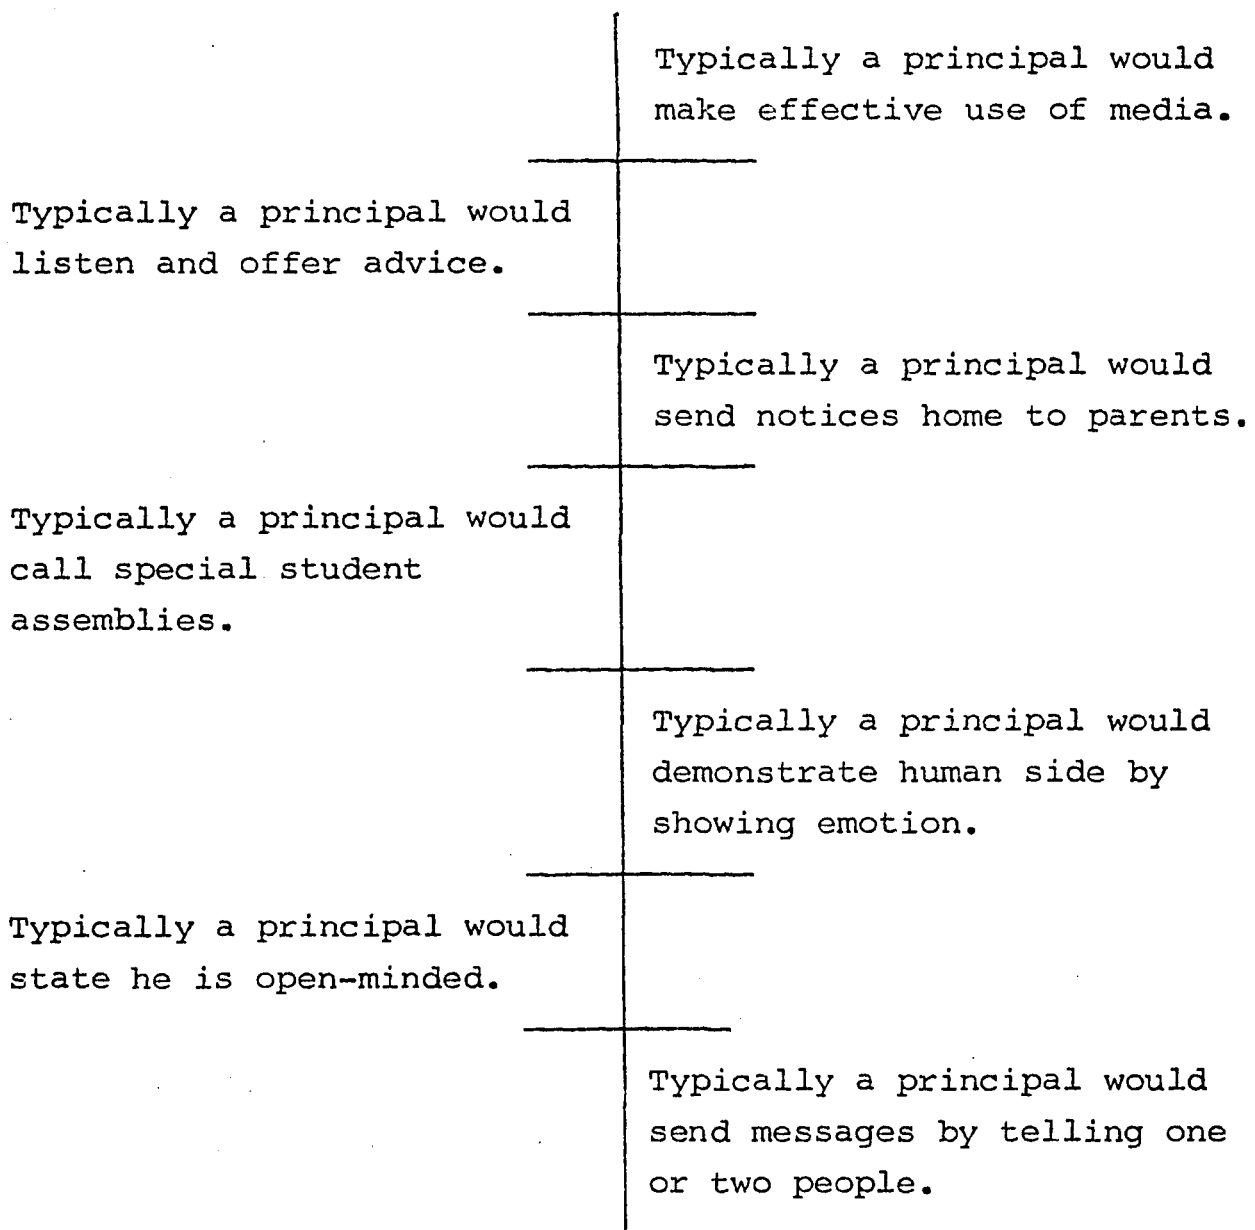 Typically a principal would
make effective use of media.
Typically a principal would
listen and offer advice.
Typically a principal would
send notices home to parents.
Typically a principal would
call special student
assemblies.
Typically a principal would
demonstrate human side by
showing emotion.
Typically a principal would
state he is open-minded.
Typically a principal would
send messages by telling one
or two people.